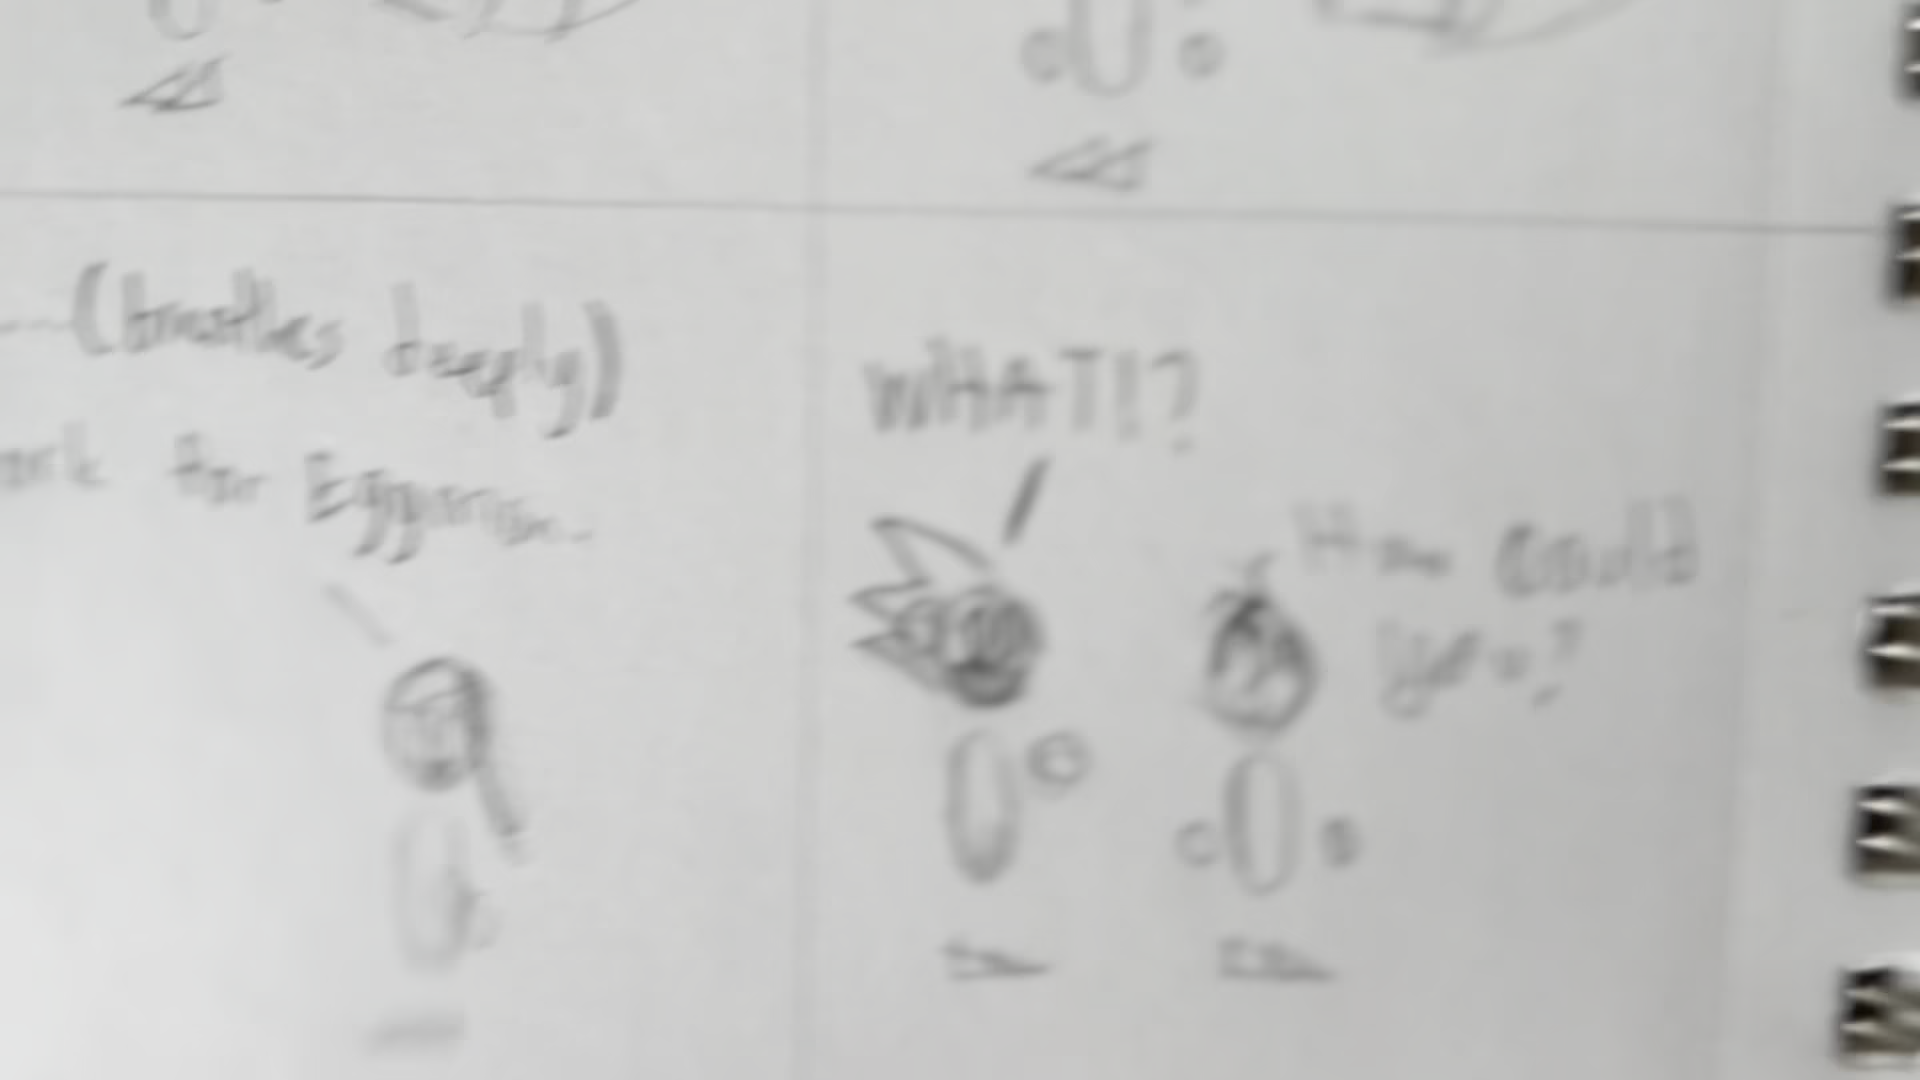 (breathes deeply)
for Eggman.
WHAT!?
How could
you?